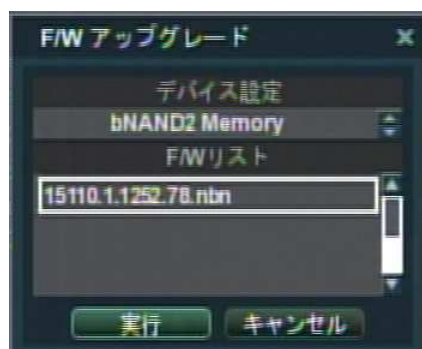 F/W アップグレード
デバイス設定
bNAND2 Memory
F/Wリスト
15110.1.1252.78.nbn
実行
キャンセル